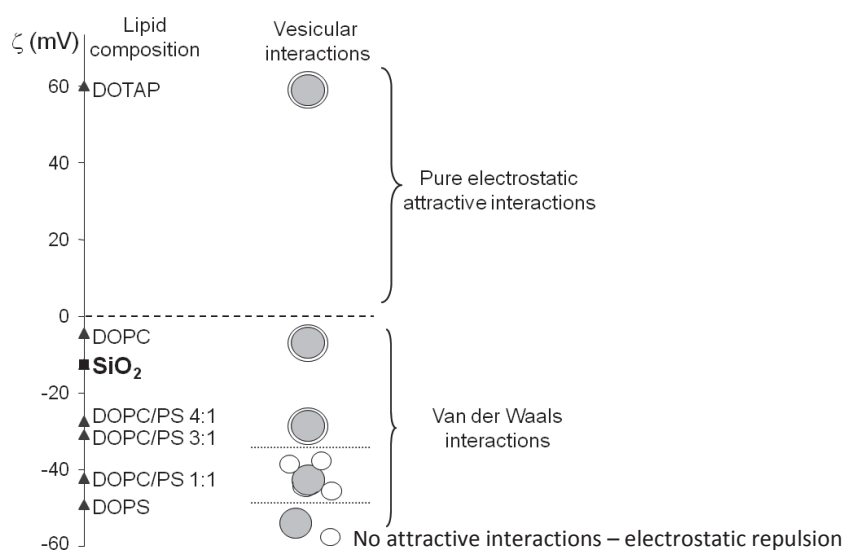 ζ (mV)
Lipid
composition
Vesicular
interactions
60
DOTAP
40
Pure electrostatic
attractive interactions
20
0
DOPC
SiO₂
-20
DOPC/PS 4:1
DOPC/PS 3:1
Van der Waals
interactions
-40
DOPC/PS 1:1
DOPS
-60
No attractive interactions – electrostatic repulsion